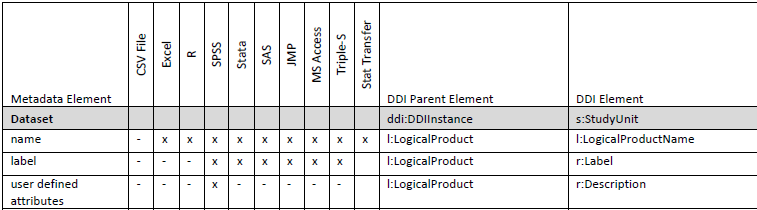 Metadata Element CSV File Excel R SPSS Stata SAS JMP MS Access Triple-S Stat Transfer DDI Parent Element DDI Element
Dataset ddi:DDIInstance s:StudyUnit
name - x x x x x x x x x l:LogicalProduct l:LogicalProductName
label - - - x x x x x x l:LogicalProduct r:Label
user defined - - - x - - - - - l:LogicalProduct r:Description
attributes